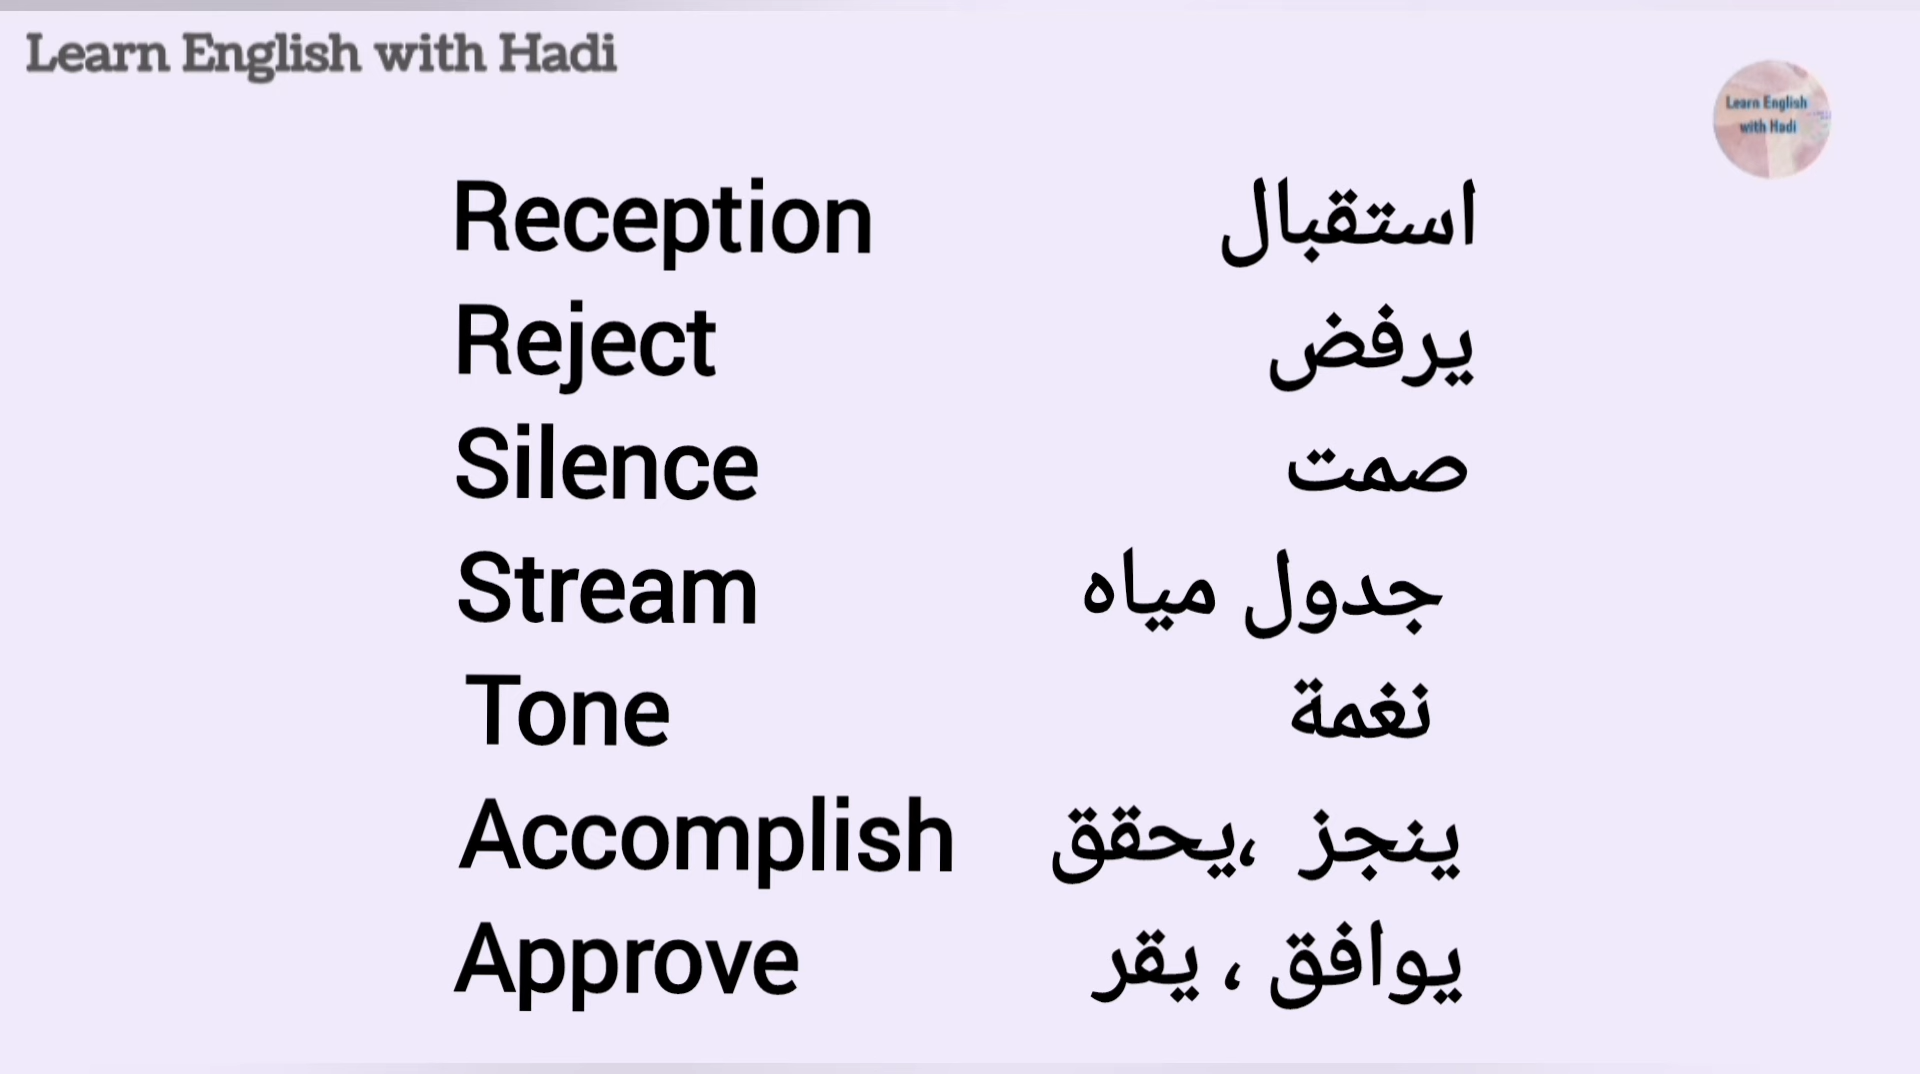 Learn English with Hadi
Learn English
with Hadi
Reception استقبال
Reject يرفض
Silence صمت
Stream جدول مياه
Tone نغمة
Accomplish ينجز ،يحقق
Approve يوافق ، يقر